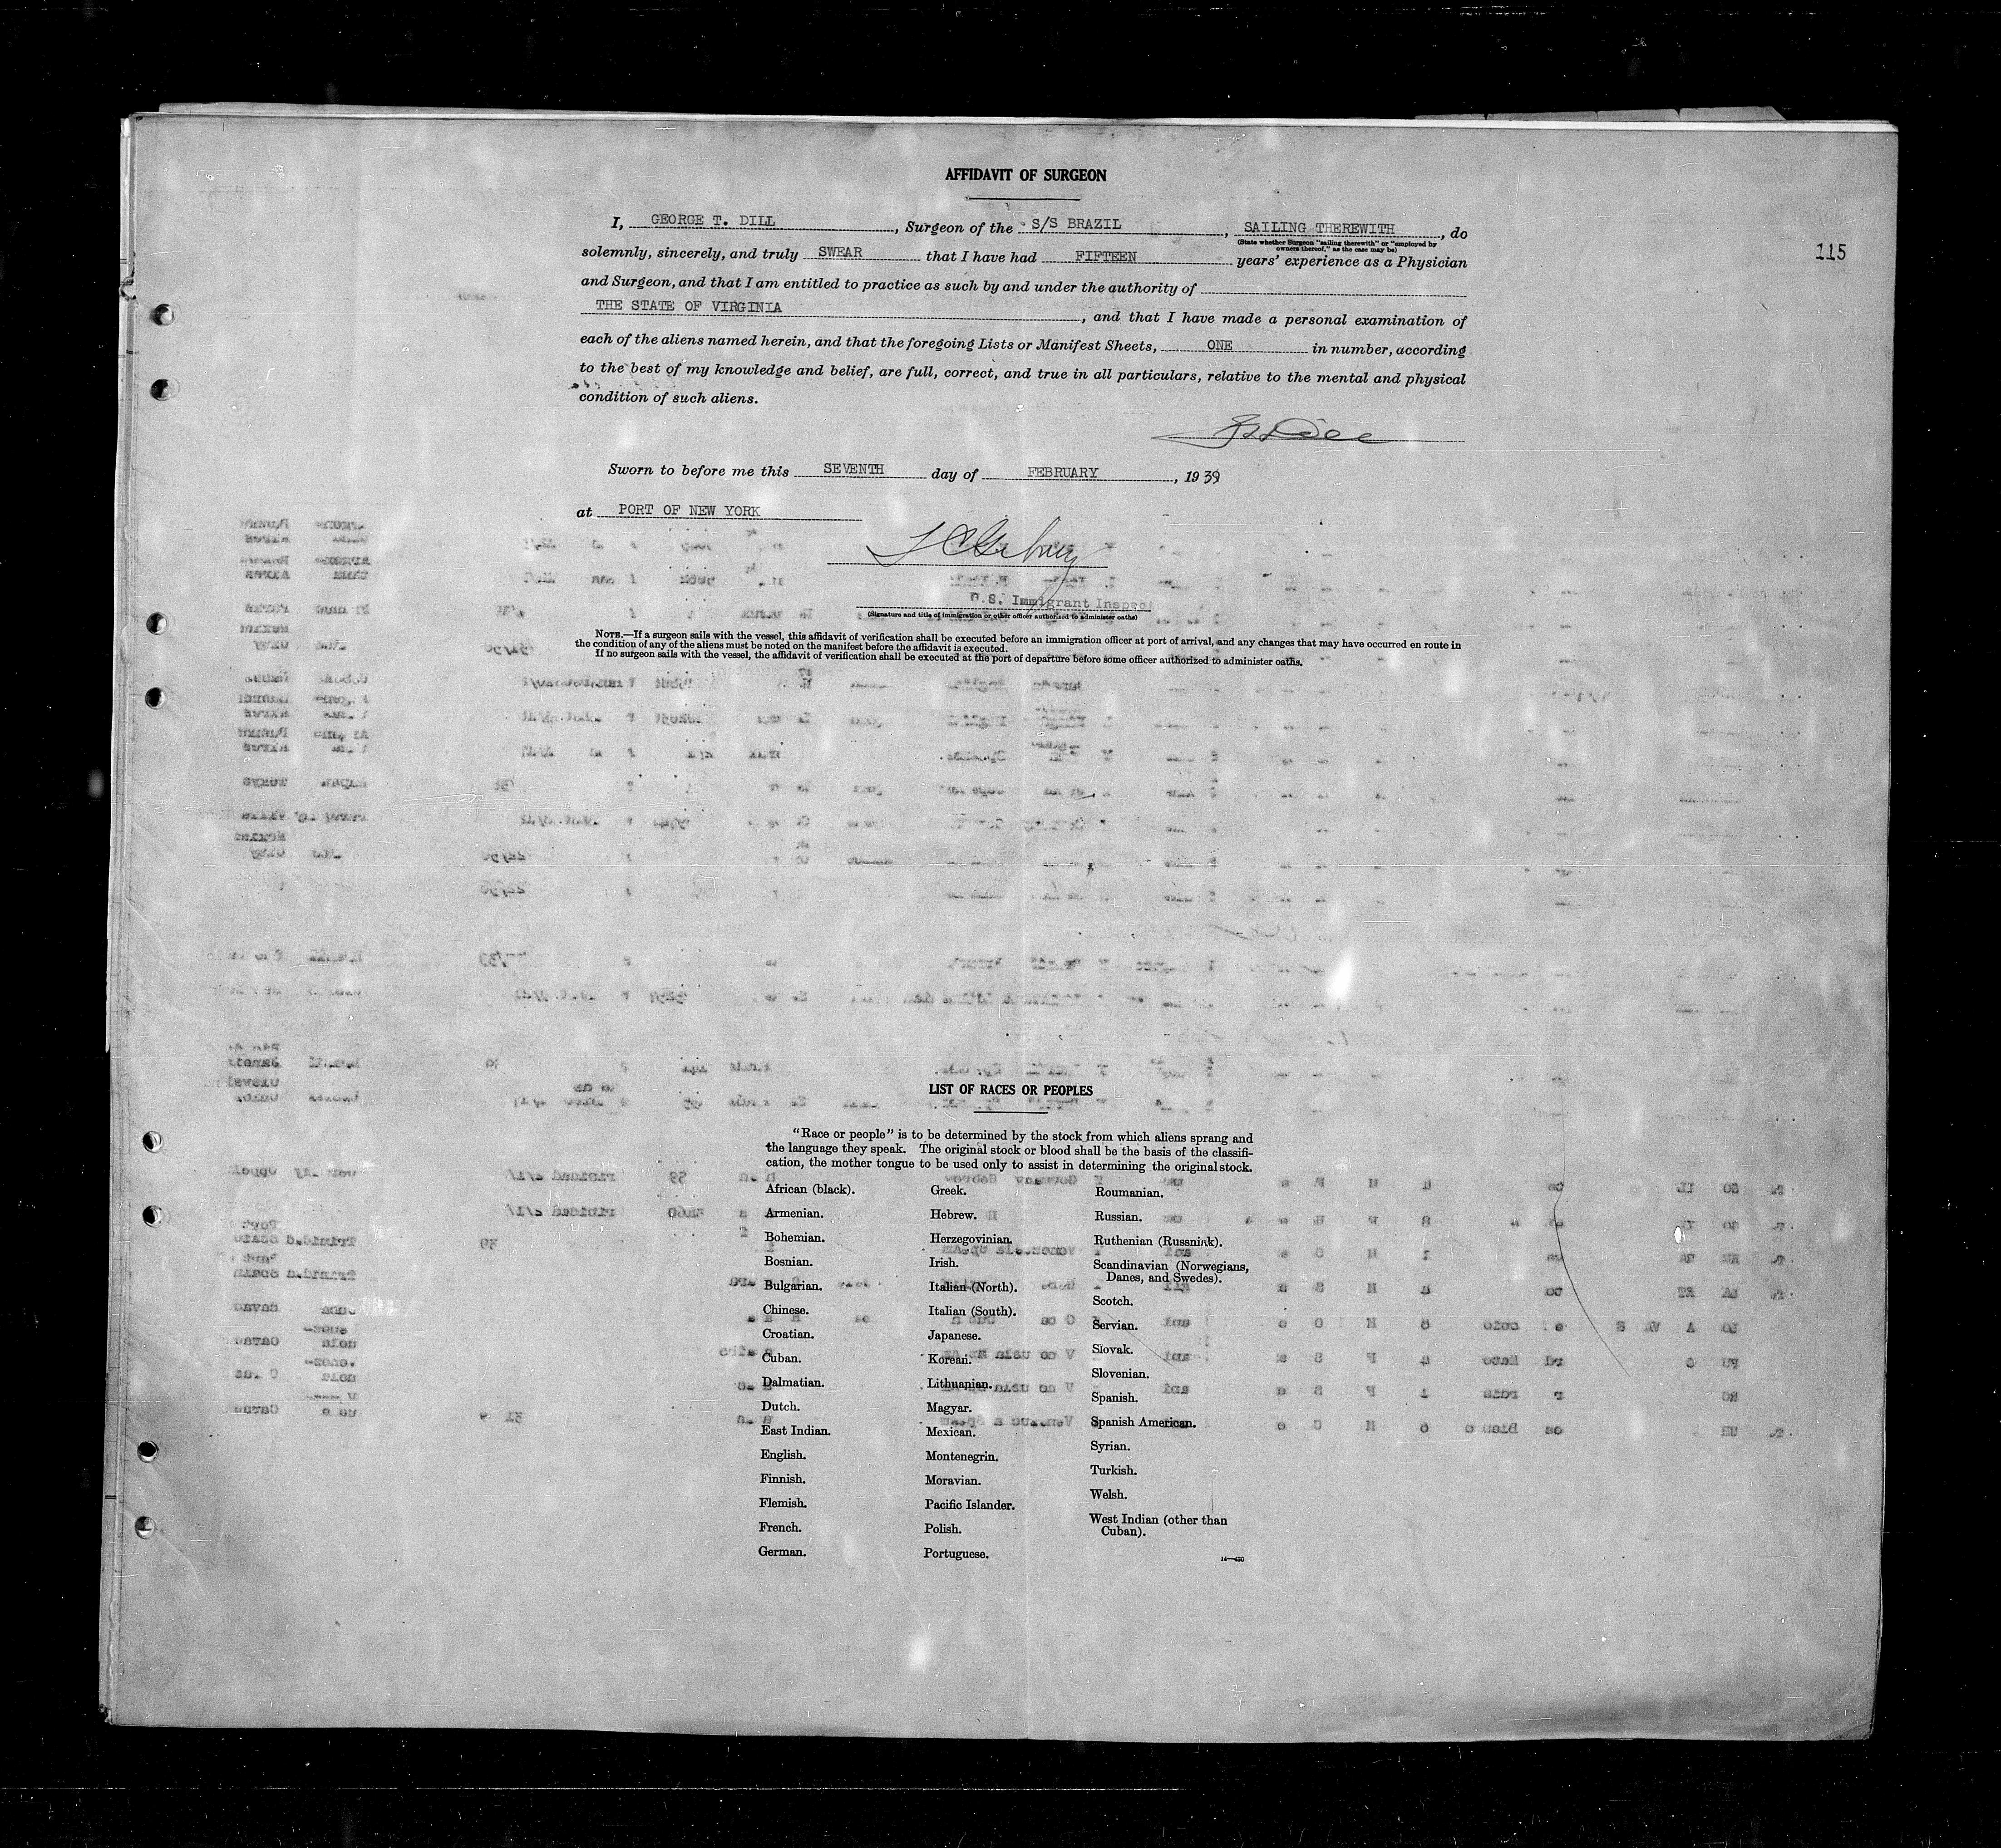 AFFIDAVIT OF SURGEON
115
I, GEORGE T. DILL, Surgeon of the S/S BRAZIL, SAILING THEREWITH, do
(State whether Surgeon "sailing therewith" or "employed by
owners thereof," as the case may be)
solemnly, sincerely, and truly SWEAR that I have had FIFTEEN years' experience as a Physician
and Surgeon, and that I am entitled to practice as such by and under the authority of
THE STATE OF VIRGINIA, and that I have made a personal examination of
each of the aliens named herein, and that the foregoing Lists or Manifest Sheets, ONE in number, according
to the best of my knowledge and belief, are full, correct, and true in all particulars, relative to the mental and physical
condition of such aliens.
Sworn to before me this SEVENTH day of FEBRUARY, 1939
at PORT OF NEW YORK
U.S. Immigrant Inspec
(Signature and title of immigration or other officer authorized to administer oaths)
NOTE.—If a surgeon sails with the vessel, this affidavit of verification shall be executed before an immigration officer at port of arrival, and any changes that may have occurred en route in
the condition of any of the aliens must be noted on the manifest before the affidavit is executed.
If no surgeon sails with the vessel, the affidavit of verification shall be executed at the port of departure before some officer authorized to administer oaths.
LIST OF RACES OR PEOPLES
"Race or people" is to be determined by the stock from which aliens sprang and
the language they speak. The original stock or blood shall be the basis of the classifi-
cation, the mother tongue to be used only to assist in determining the original stock.
African (black).
Armenian.
Bohemian.
Bosnian.
Bulgarian.
Chinese.
Croatian.
Cuban.
Dalmatian.
Dutch.
East Indian.
English.
Finnish.
Flemish.
French.
German.
Greek.
Hebrew.
Herzegovinian.
Irish.
Italian (North).
Italian (South).
Japanese.
Korean.
Lithuanian.
Magyar.
Mexican.
Montenegrin.
Moravian.
Pacific Islander.
Polish.
Portuguese.
Roumanian.
Russian.
Ruthenian (Russnink).
Scandinavian (Norwegians,
Danes, and Swedes).
Scotch.
Servian.
Slovak.
Slovenian.
Spanish.
Spanish American.
Syrian.
Turkish.
Welsh.
West Indian (other than
Cuban).
14—430